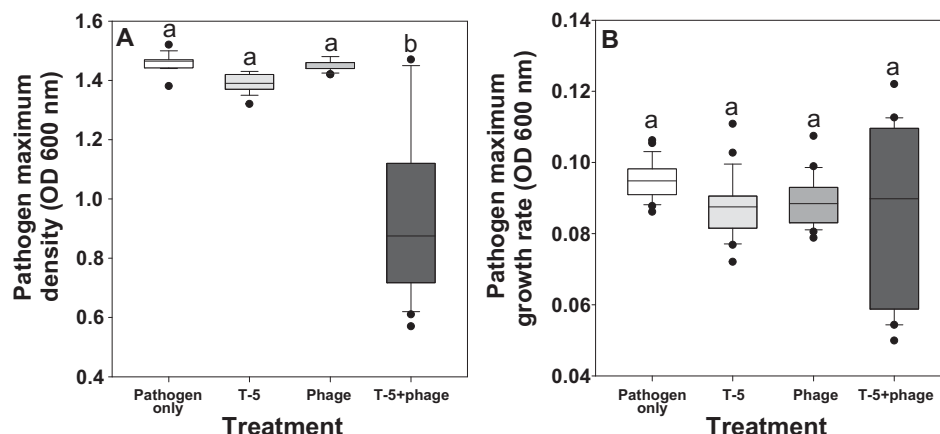 A
Pathogen maximum
density (OD 600 nm)
1.6
1.4
1.2
1.0
0.8
0.6
0.4
a
a
a
b
Pathogen
only
T-5
Phage
T-5+phage
Treatment
B
Pathogen maximum
growth rate (OD 600 nm)
0.14
0.12
0.10
0.08
0.06
0.04
a
a
a
a
Pathogen
only
T-5
Phage
T-5+phage
Treatment